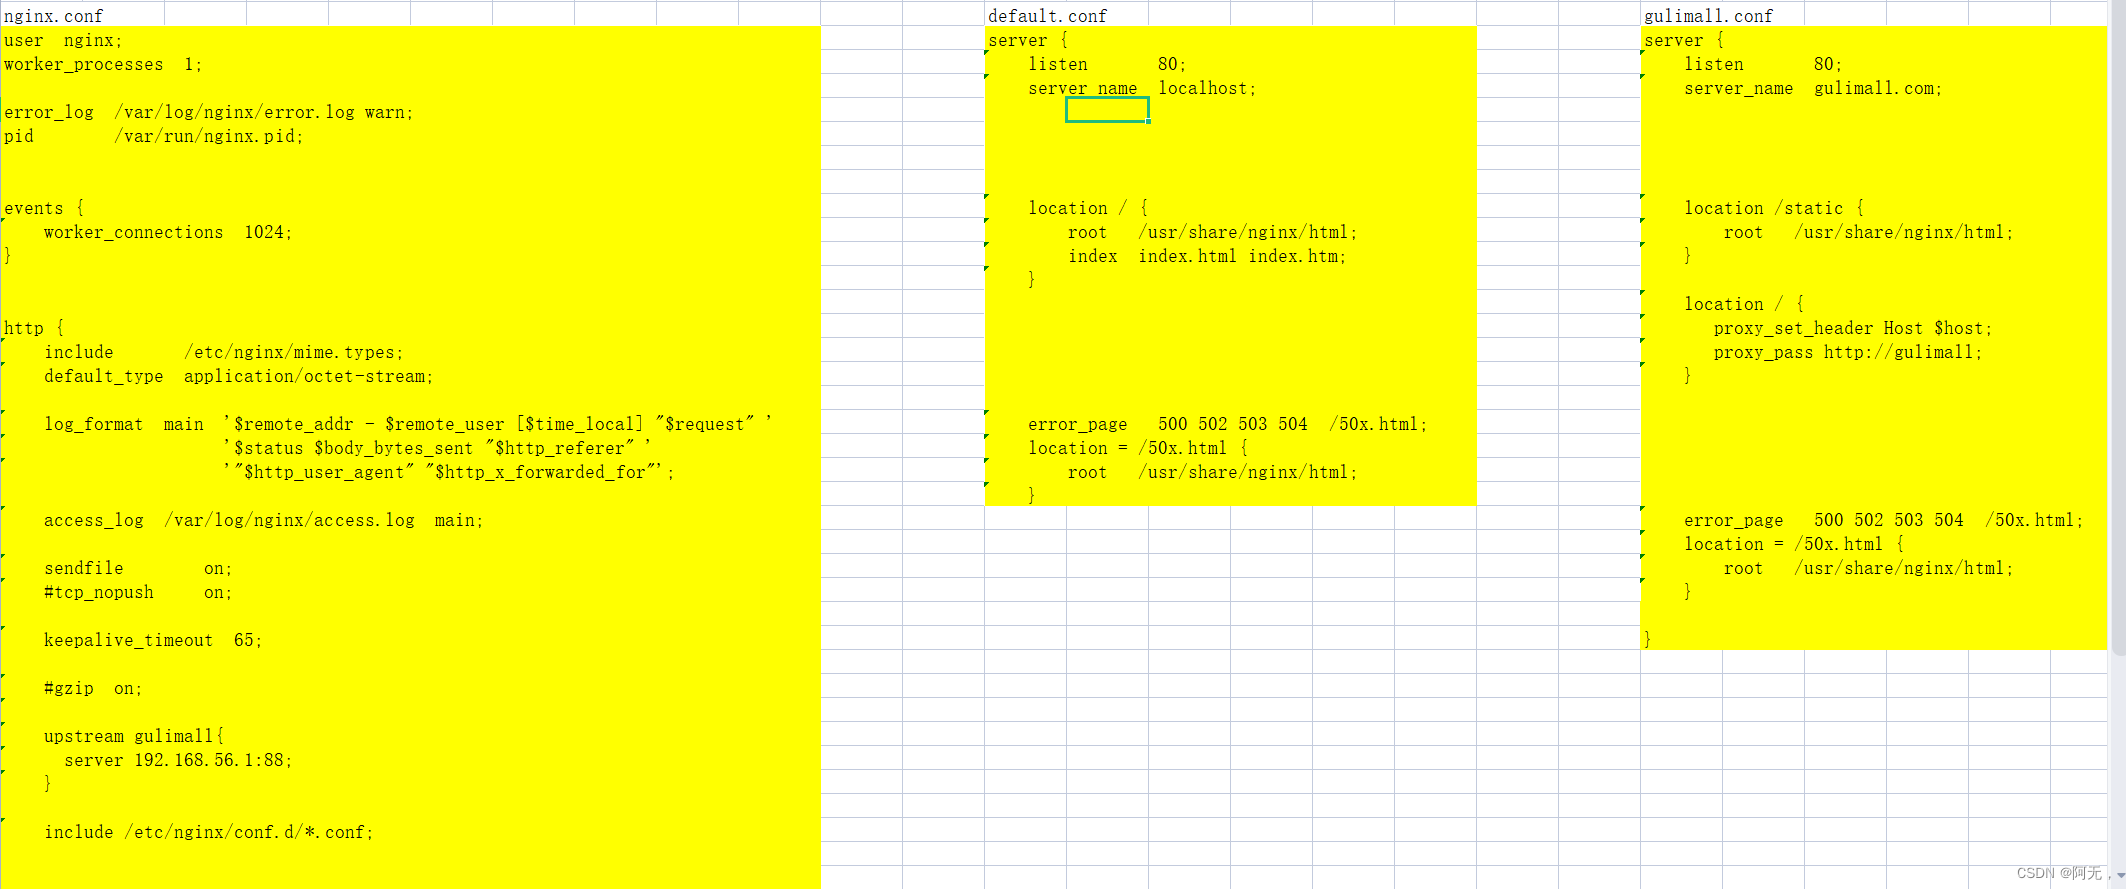 nginx.conf
user  nginx;
worker_processes  1;
error_log  /var/log/nginx/error.log warn;
pid        /var/run/nginx.pid;
events {
    worker_connections  1024;
}
http {
    include       /etc/nginx/mime.types;
    default_type  application/octet-stream;
    log_format  main  '$remote_addr - $remote_user [$time_local] "$request" '
                      '$status $body_bytes_sent "$http_referer" '
                      '"$http_user_agent" "$http_x_forwarded_for"';
    access_log  /var/log/nginx/access.log  main;
    sendfile        on;
    #tcp_nopush     on;
    keepalive_timeout  65;
    #gzip  on;
    upstream gulimall{
      server 192.168.56.1:88;
    }
    include /etc/nginx/conf.d/*.conf;
default.conf
server {
    listen       80;
    server_name  localhost;
    location / {
        root   /usr/share/nginx/html;
        index  index.html index.htm;
    }
    error_page   500 502 503 504  /50x.html;
    location = /50x.html {
        root   /usr/share/nginx/html;
    }
gulimall.conf
server {
    listen       80;
    server_name  gulimall.com;
    location /static {
        root   /usr/share/nginx/html;
    }
    location / {
       proxy_set_header Host $host;
       proxy_pass http://gulimall;
    }
    error_page   500 502 503 504  /50x.html;
    location = /50x.html {
        root   /usr/share/nginx/html;
    }
}
CSDN @阿无，